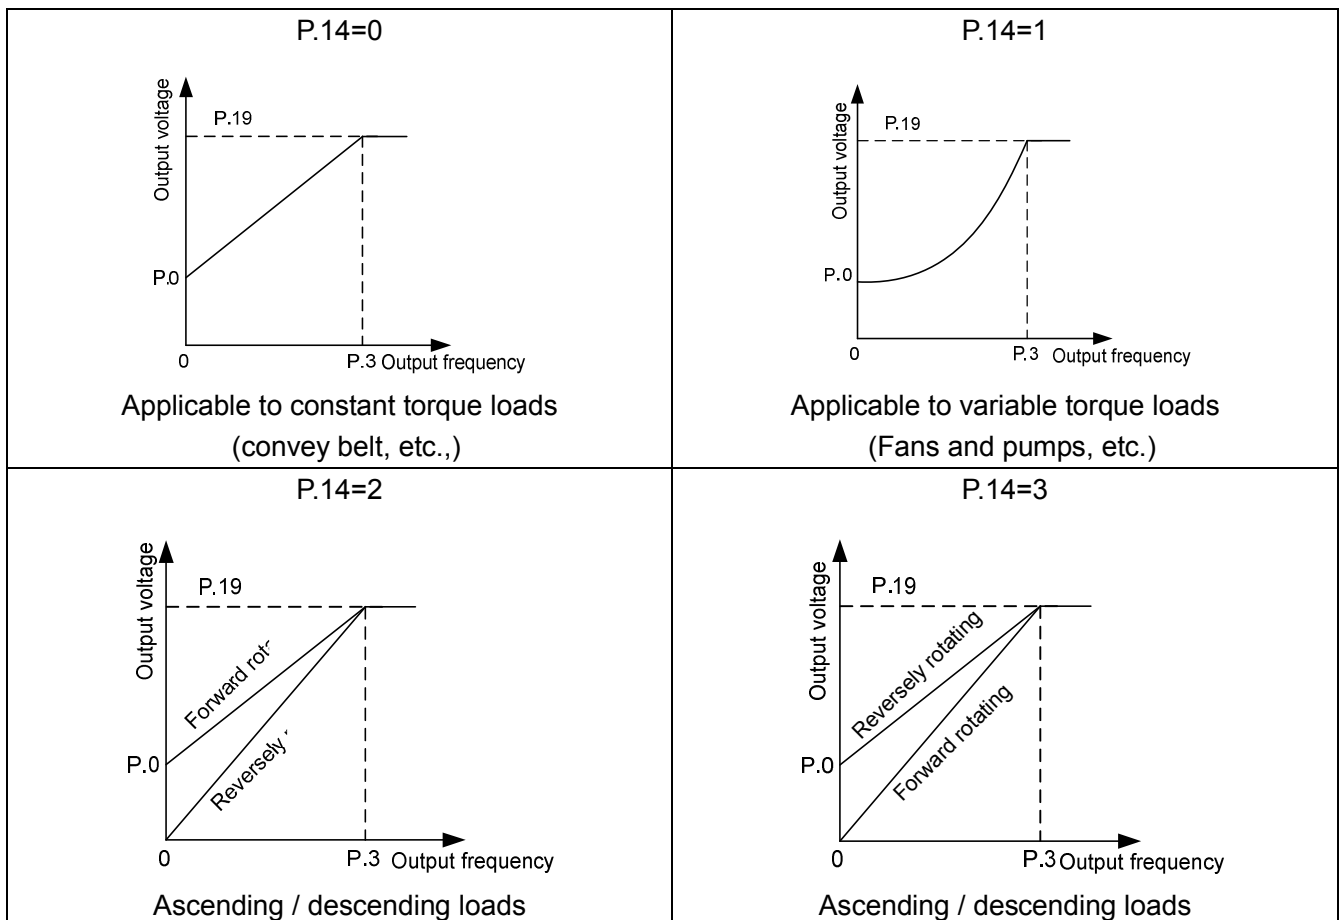 P.14=0
Output voltage
P.19
P.0
0
P.3 Output frequency
Applicable to constant torque loads
(convey belt, etc.,)
P.14=1
Output voltage
P.19
P.0
0
P.3 Output frequency
Applicable to variable torque loads
(Fans and pumps, etc.)
P.14=2
Output voltage
P.19
Forward
P.0
Reversely
0
P.3 Output frequency
Ascending / descending loads
P.14=3
Output voltage
P.19
Reversely rotating
P.0
Forward rotating
0
P.3 Output frequency
Ascending / descending loads